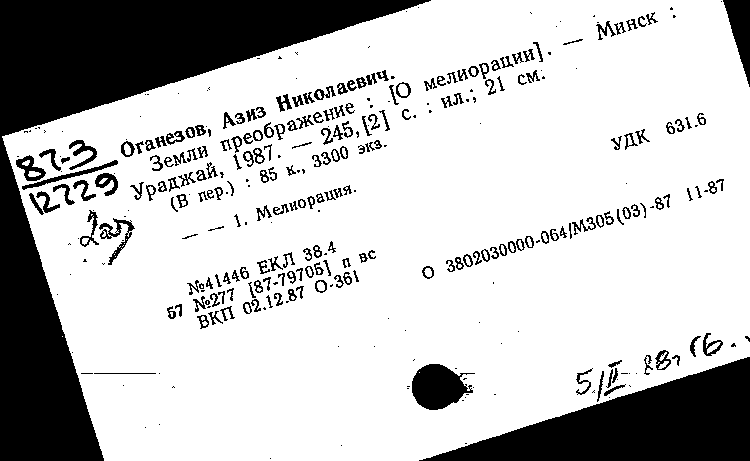 87-3
12729
Оганезов, Азиз Николаевич.
Земли преображение : [О мелиорации]. — Минск :
Ураджай, 1987. — 245, [2] с. : ил.; 21 см.
(В пер.) : 85 к., 3300 экз.
— — 1. Мелиорация.
УДК 631.6
№41446 ЕКЛ 38.4
57 №277 [87-79705] п вс
ВКП 02.12.87 О-361
О 3802030000-064/М305(03)-87 11-87
5/II 88г